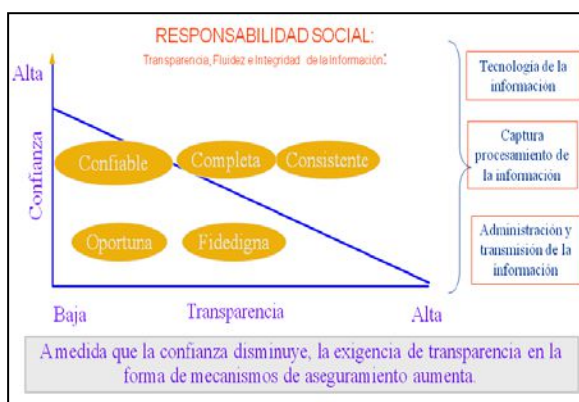 RESPONSABILIDAD SOCIAL:
Transparencia, Fluidez e Integridad de la Información:
Alta
Confianza
Confiable
Completa
Consistente
Oportuna
Fidedigna
Baja
Transparencia
Alta
Tecnología de la
información
Captura
procesamiento de
la información
Administración y
transmisión de la
información
A medida que la confianza disminuye, la exigencia de transparencia en la
forma de mecanismos de aseguramiento aumenta.